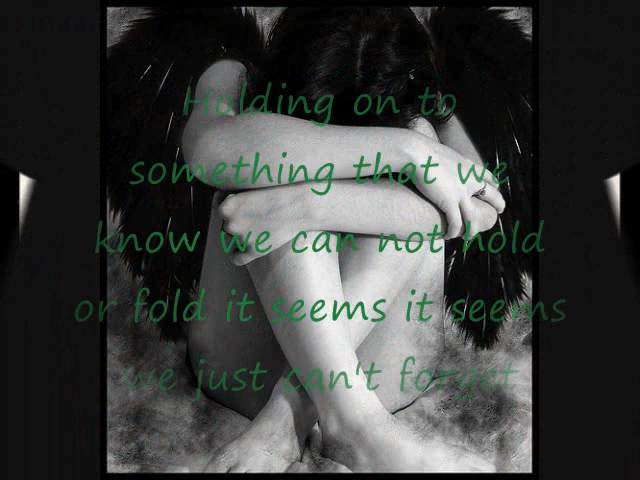 Holding on to
something that we
know we can not hold
or fold it seems it seems
we just can't forget